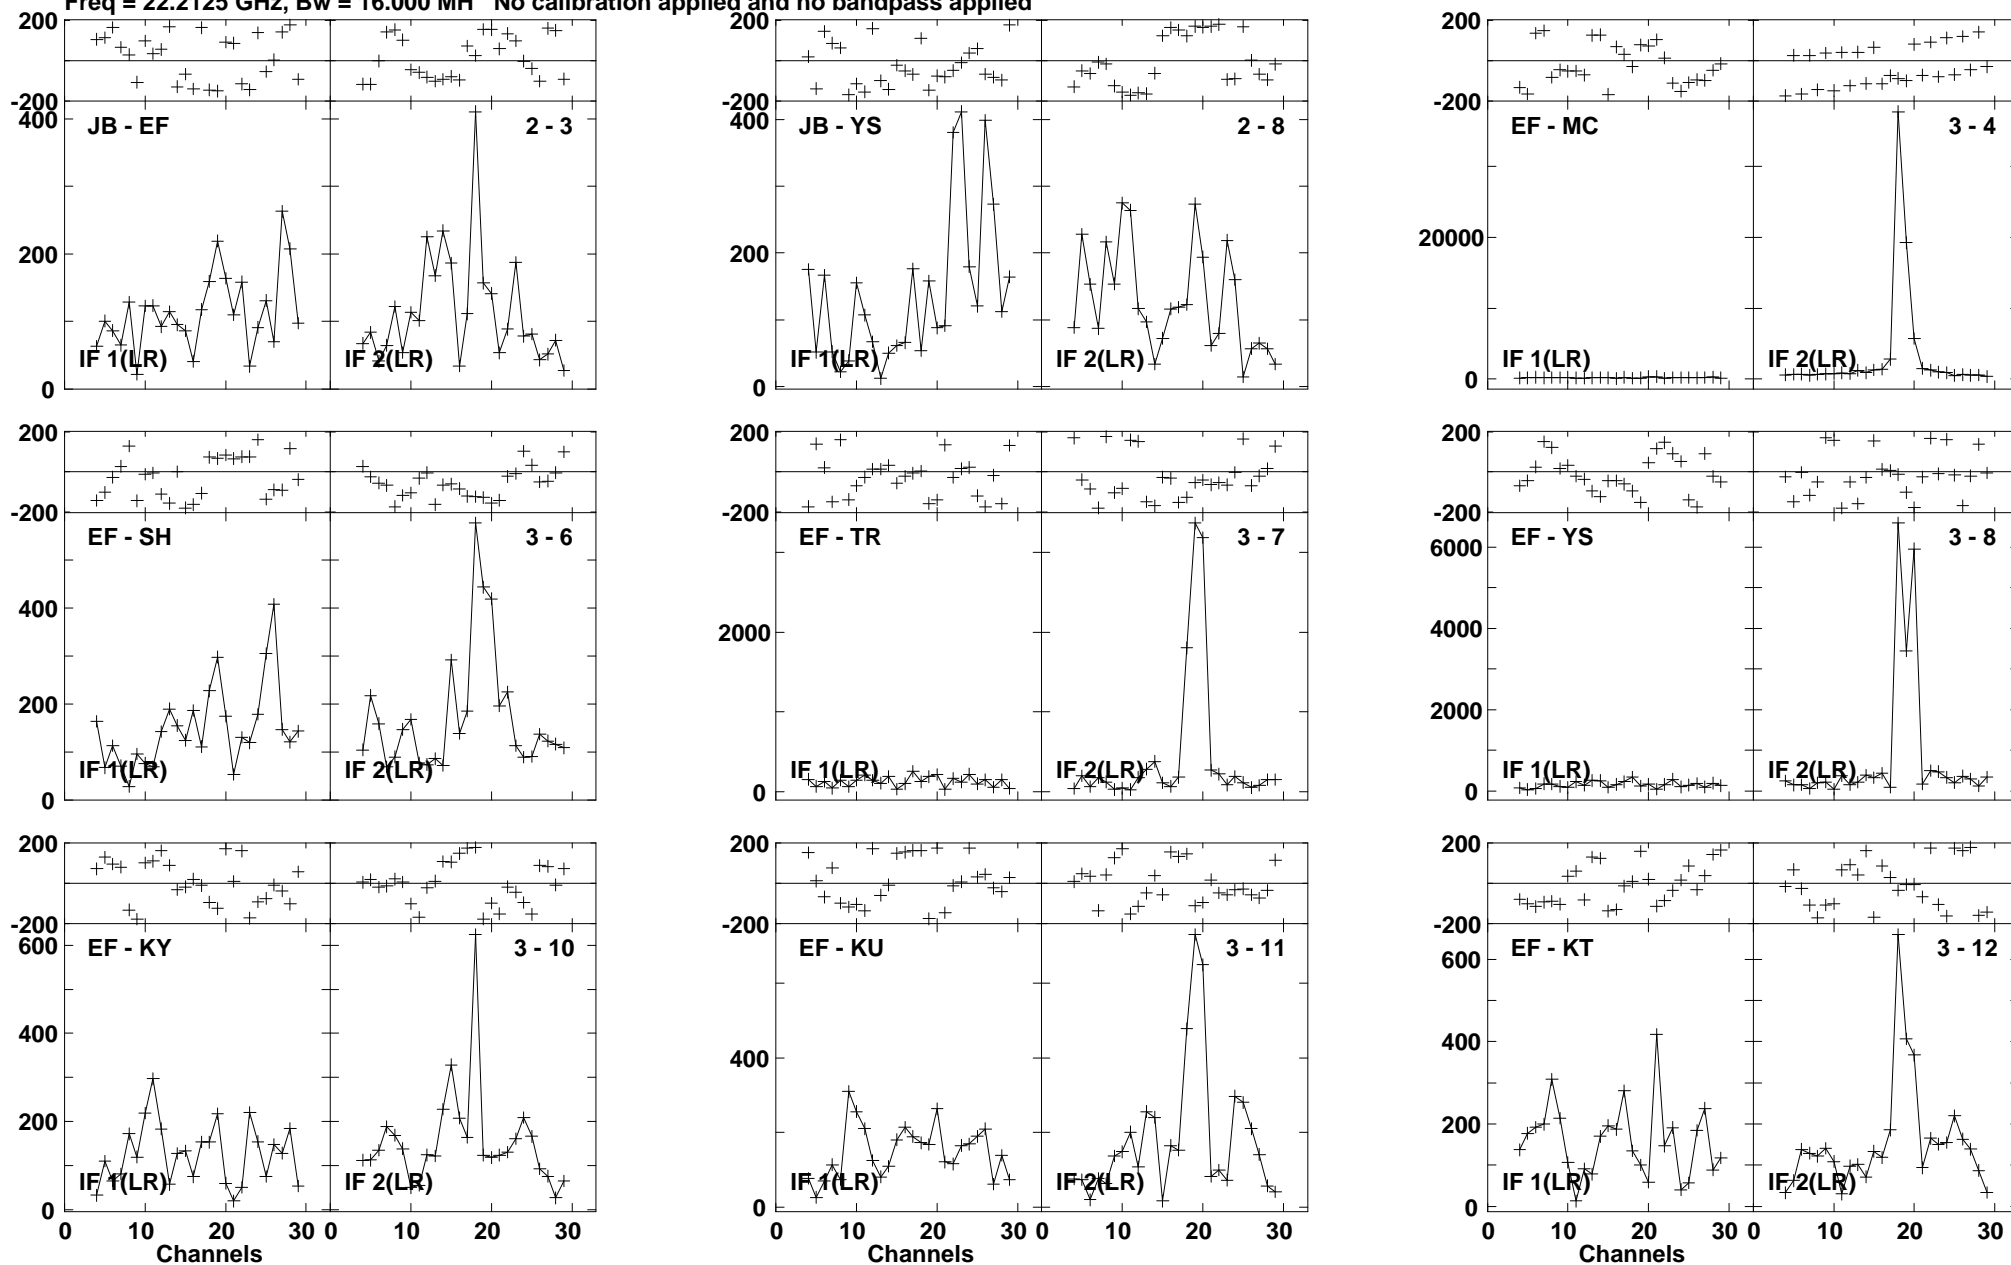 Freq = 22.2125 GHz, Bw = 16.000 MH No calibration applied and no bandpass applied
200 200 200
-200 -200 -200
400 400
JB - EF 2 - 3 JB - YS 2 - 8 EF - MC 3 - 4
200 200 20000
IF 1(LR) IF 2(LR) IF 1(LR) IF 2(LR) IF 1(LR) IF 2(LR)
0 0 0
200 200 200
-200 -200 -200
EF - SH 3 - 6 EF - TR 3 - 7 EF - YS 3 - 8
6000
400 2000 4000
200 2000
IF 1(LR) IF 2(LR) IF 1(LR) IF 2(LR) IF 1(LR) IF 2(LR)
0 0 0
200 200 200
-200 -200 -200
EF - KY 3 - 10 EF - KU 3 - 11 EF - KT 3 - 12
600 600
400 400 400
200 200
IF 1(LR) IF 2(LR) IF 1(LR) IF 2(LR) IF 1(LR) IF 2(LR)
0 0 0
0 10 20 30 0 10 20 30 0 10 20 30 0 10 20 30 0 10 20 30 0 10 20 30
Channels Channels Channels